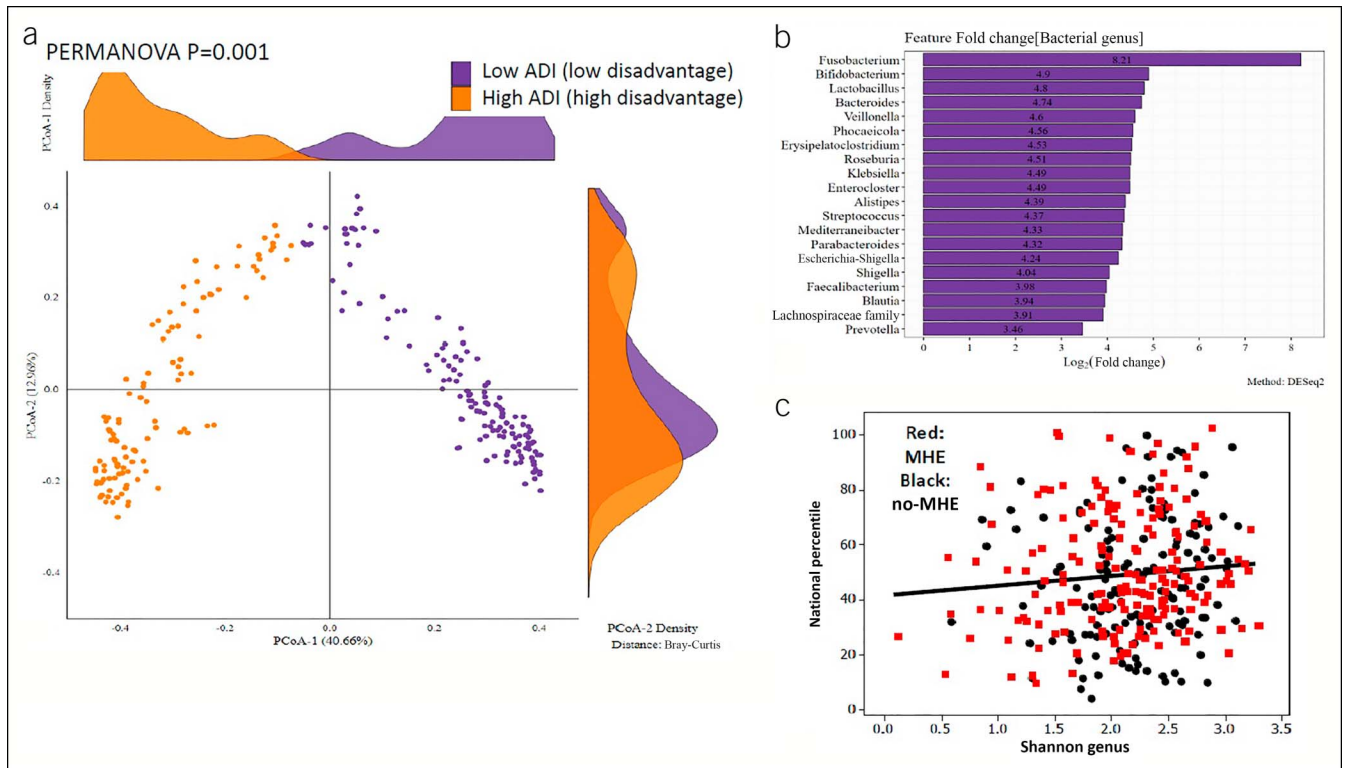 a
PERMANOVA P=0.001
Low ADI (low disadvantage)
High ADI (high disadvantage)
PCoA-1 Density
0.4
0.2
0.0
-0.2
-0.4
PCoA-2 (12.96%)
-0.4
-0.2
0.0
0.2
0.4
PCoA-1 (40.66%)
PCoA-2 Density
Distance: Bray-Curtis
b
Feature Fold change[Bacterial genus]
Fusobacterium 8.21
Bifidobacterium 4.9
Lactobacillus 4.8
Bacteroides 4.74
Veillonella 4.6
Phocaeicola 4.56
Erysipelatoclostridium 4.53
Roseburia 4.51
Klebsiella 4.49
Enterocloster 4.49
Alistipes 4.39
Streptococcus 4.37
Mediterraneibacter 4.33
Parabacteroides 4.32
Escherichia-Shigella 4.24
Shigella 4.04
Faecalibacterium 3.98
Blautia 3.94
Lachnospiraceae family 3.91
Prevotella 3.46
0 1 2 3 4 5 6 7 8
Log2(Fold change)
Method: DESeq2
c
Red:
MHE
Black:
no-MHE
100
80
60
40
20
0
National percentile
0.0 0.5 1.0 1.5 2.0 2.5 3.0 3.5
Shannon genus